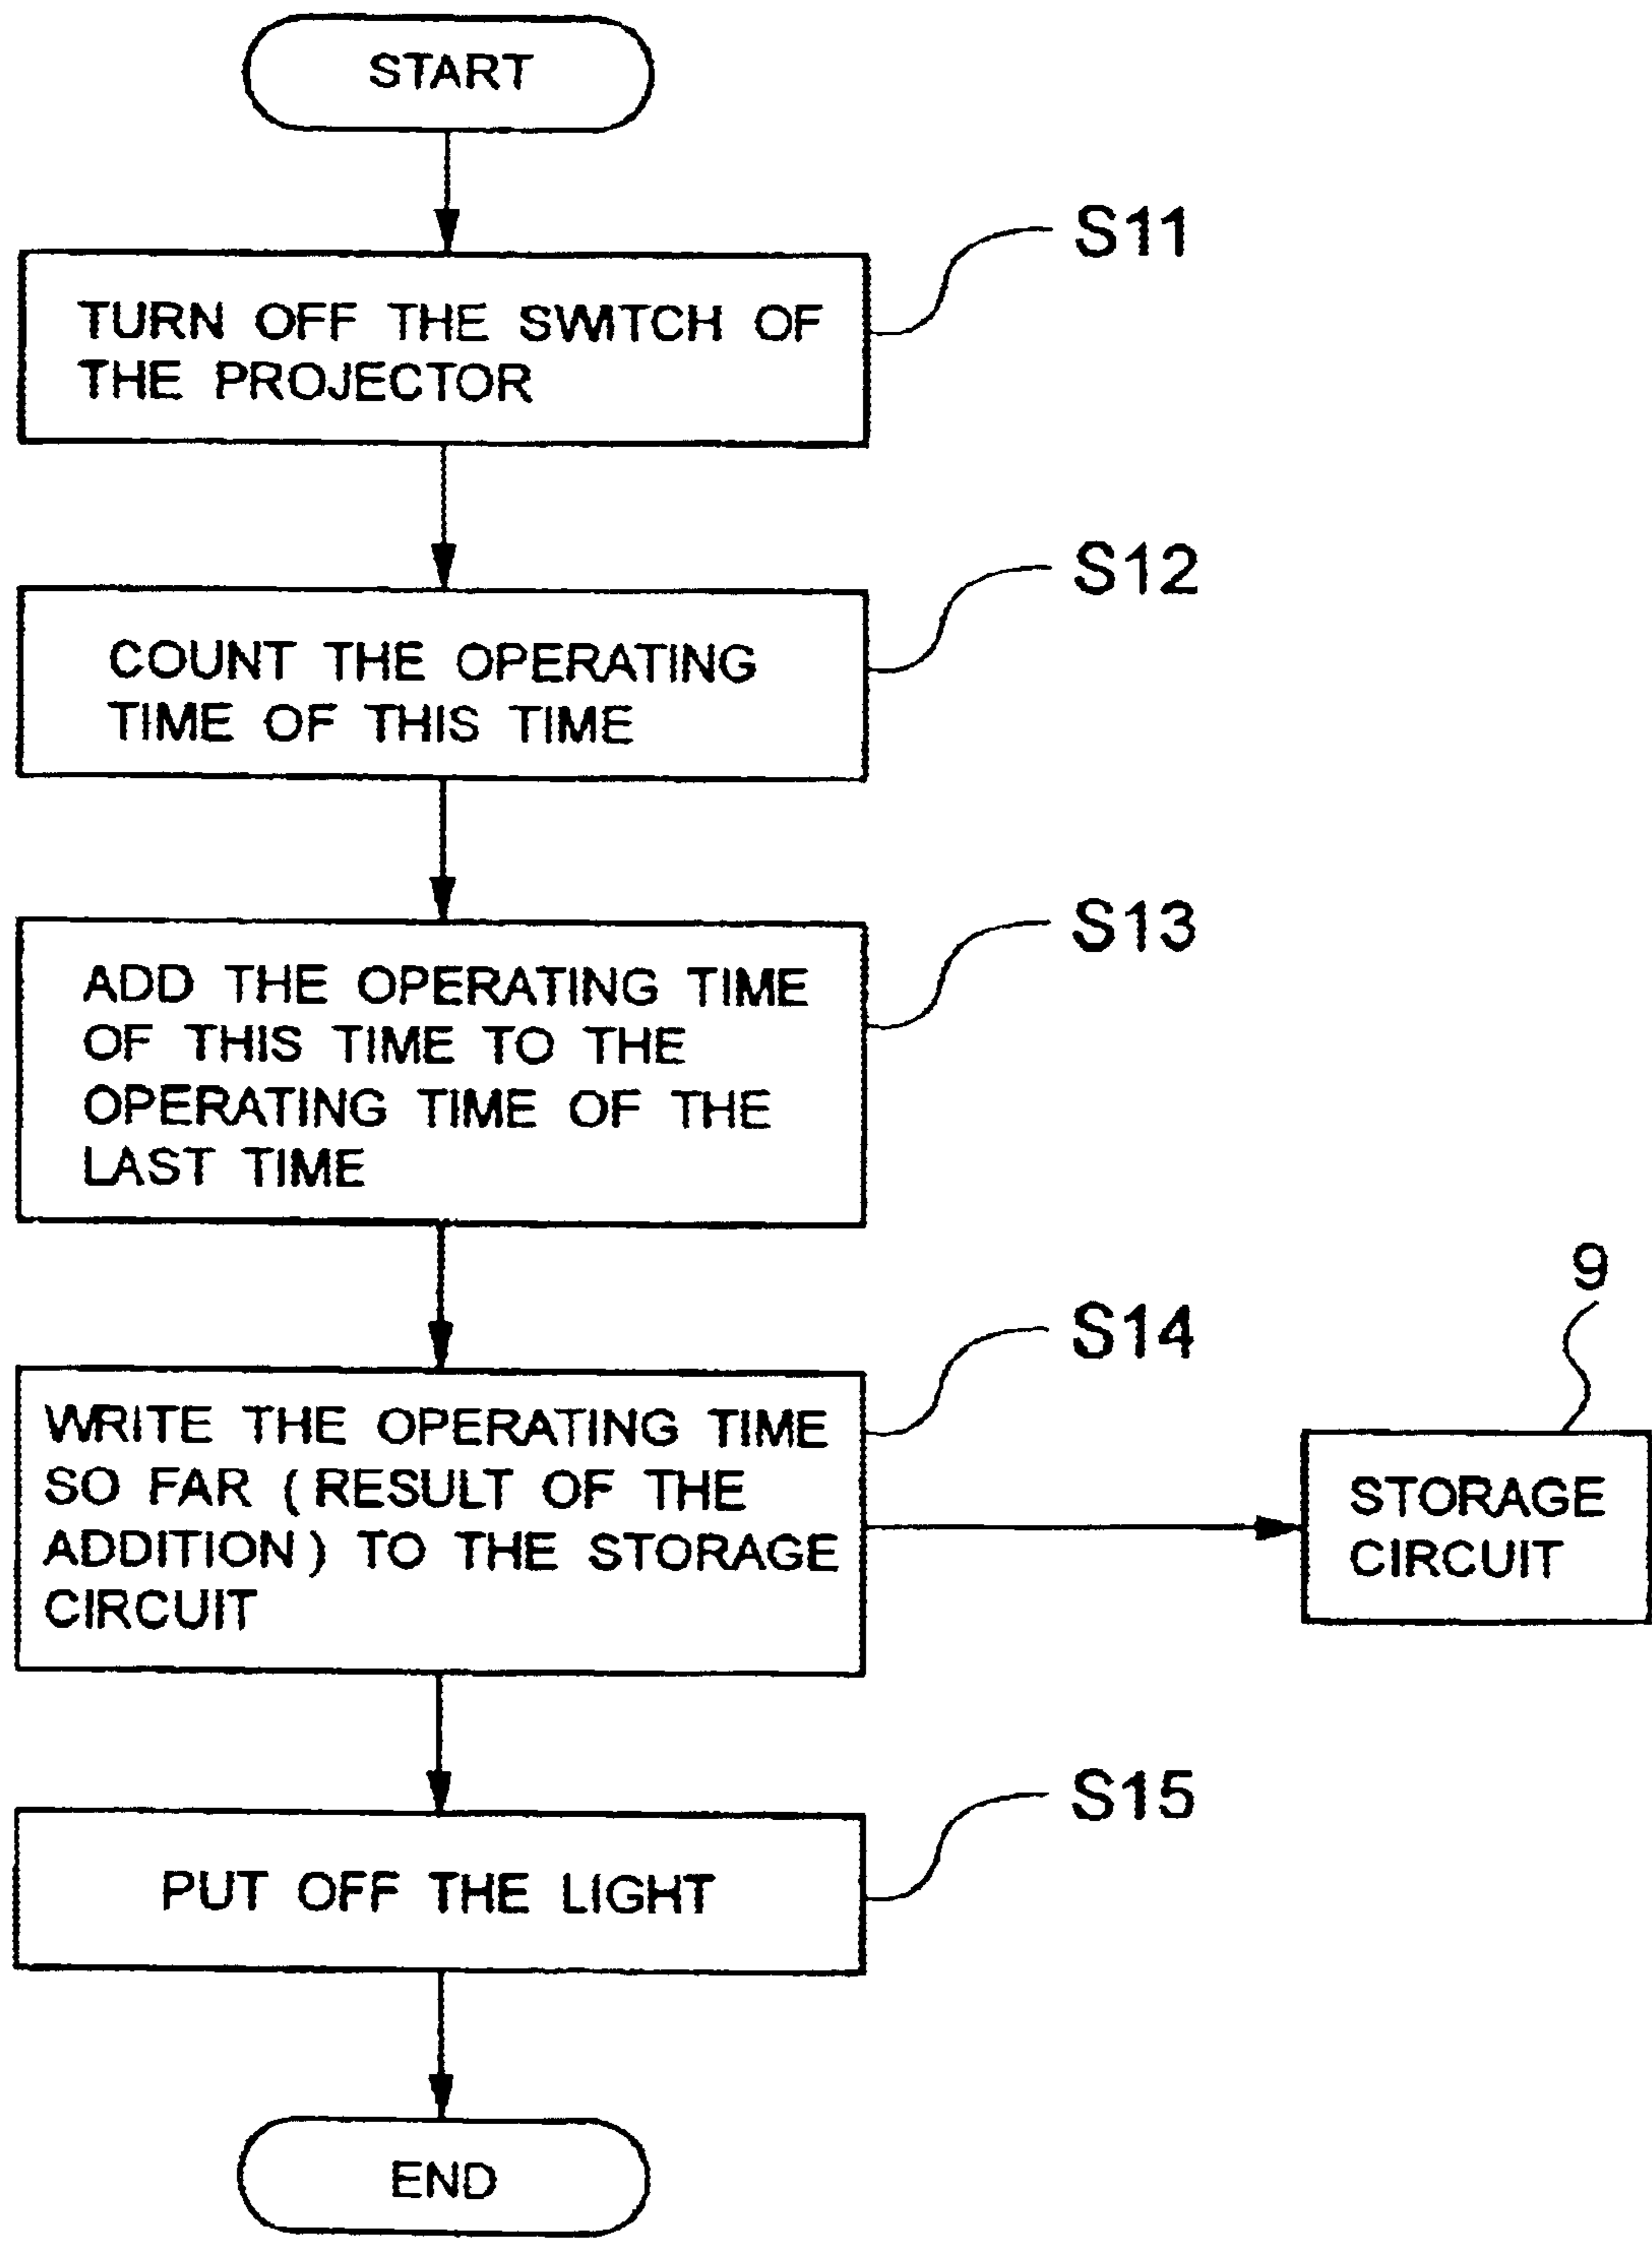 START
S11
TURN OFF THE SWITCH OF
THE PROJECTOR
S12
COUNT THE OPERATING
TIME OF THIS TIME
S13
ADD THE OPERATING TIME
OF THIS TIME TO THE
OPERATING TIME OF THE
LAST TIME
9
S14
WRITE THE OPERATING TIME
SO FAR (RESULT OF THE
ADDITION) TO THE STORAGE
CIRCUIT
STORAGE
CIRCUIT
S15
PUT OFF THE LIGHT
END